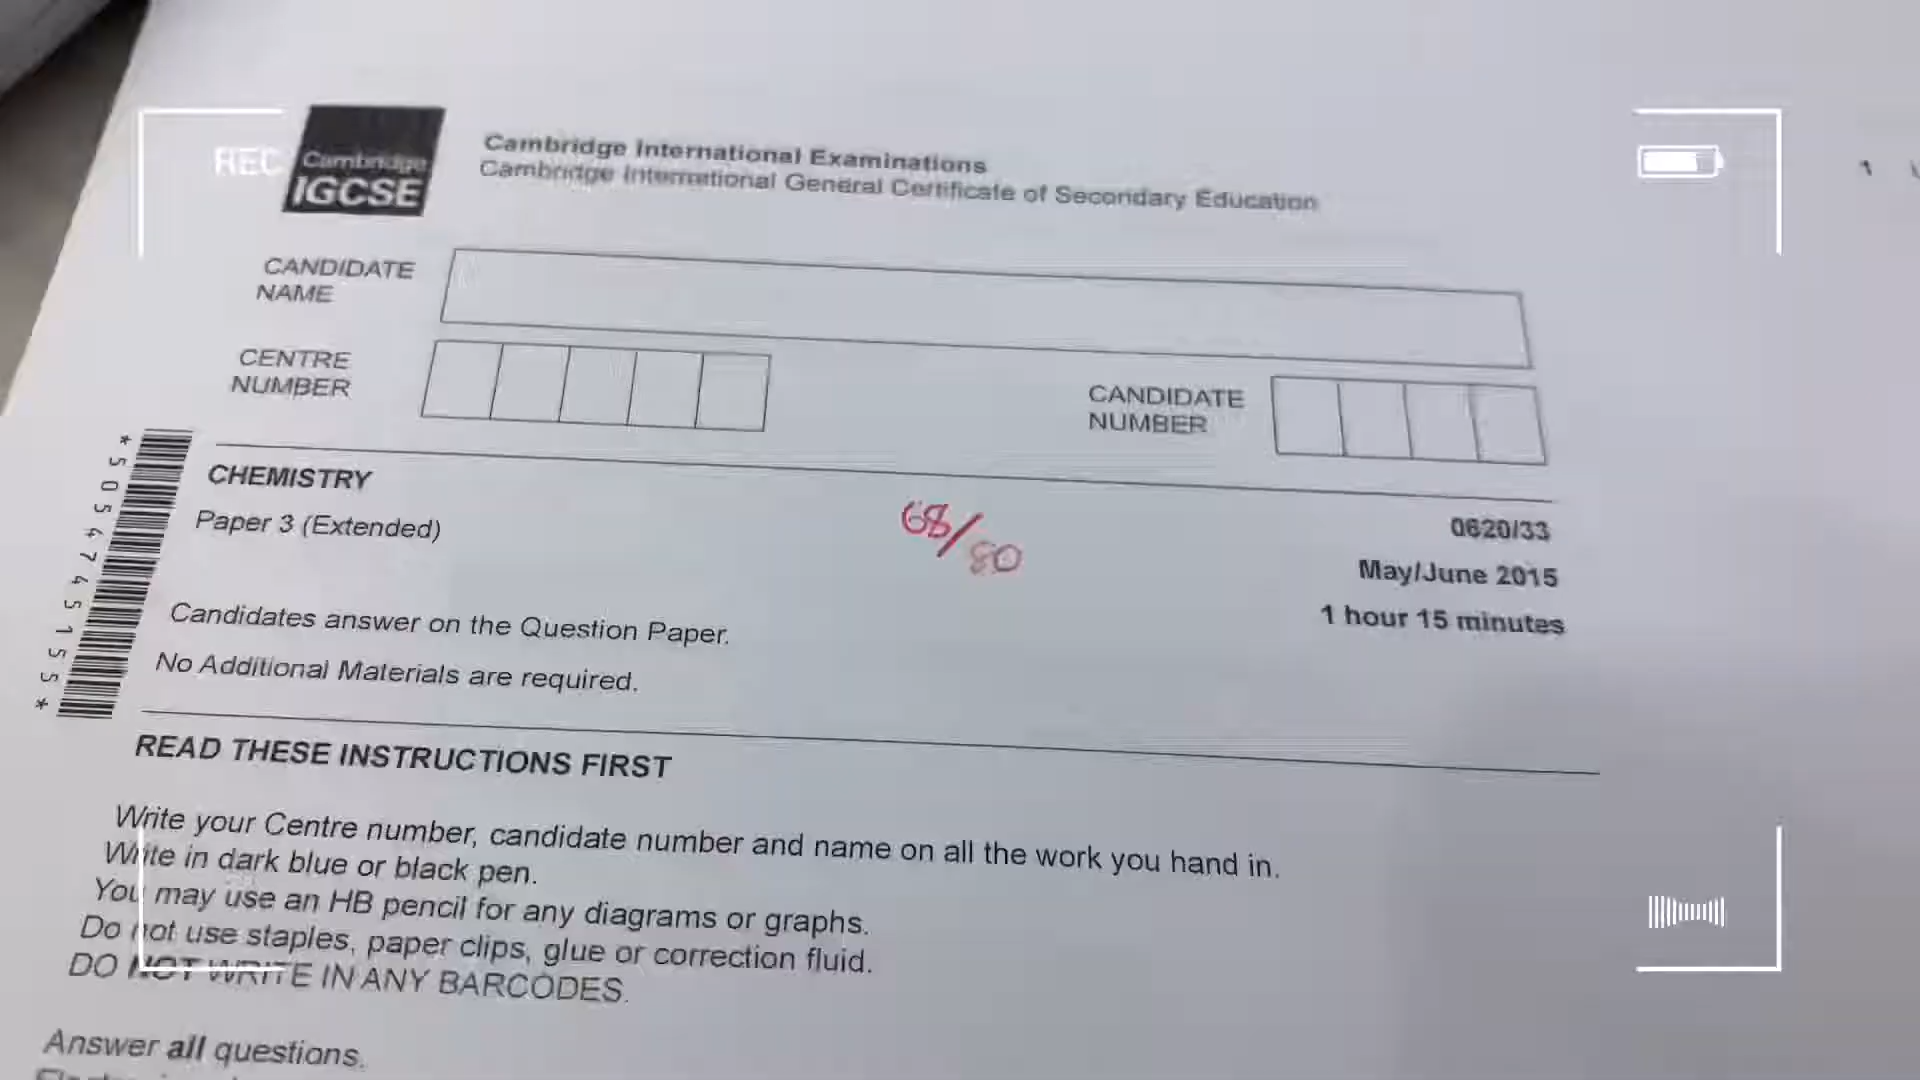 REC
Cambridge
IGCSE
Cambridge International Examinations
Cambridge International General Certificate of Secondary Education
CANDIDATE
NAME
CENTRE
NUMBER
CANDIDATE
NUMBER
*5054745155*
CHEMISTRY
0620/33
Paper 3 (Extended)
68/80
May/June 2015
1 hour 15 minutes
Candidates answer on the Question Paper.
No Additional Materials are required.
READ THESE INSTRUCTIONS FIRST
Write your Centre number, candidate number and name on all the work you hand in.
Write in dark blue or black pen.
You may use an HB pencil for any diagrams or graphs.
Do not use staples, paper clips, glue or correction fluid.
DO NOT WRITE IN ANY BARCODES.
Answer all questions.